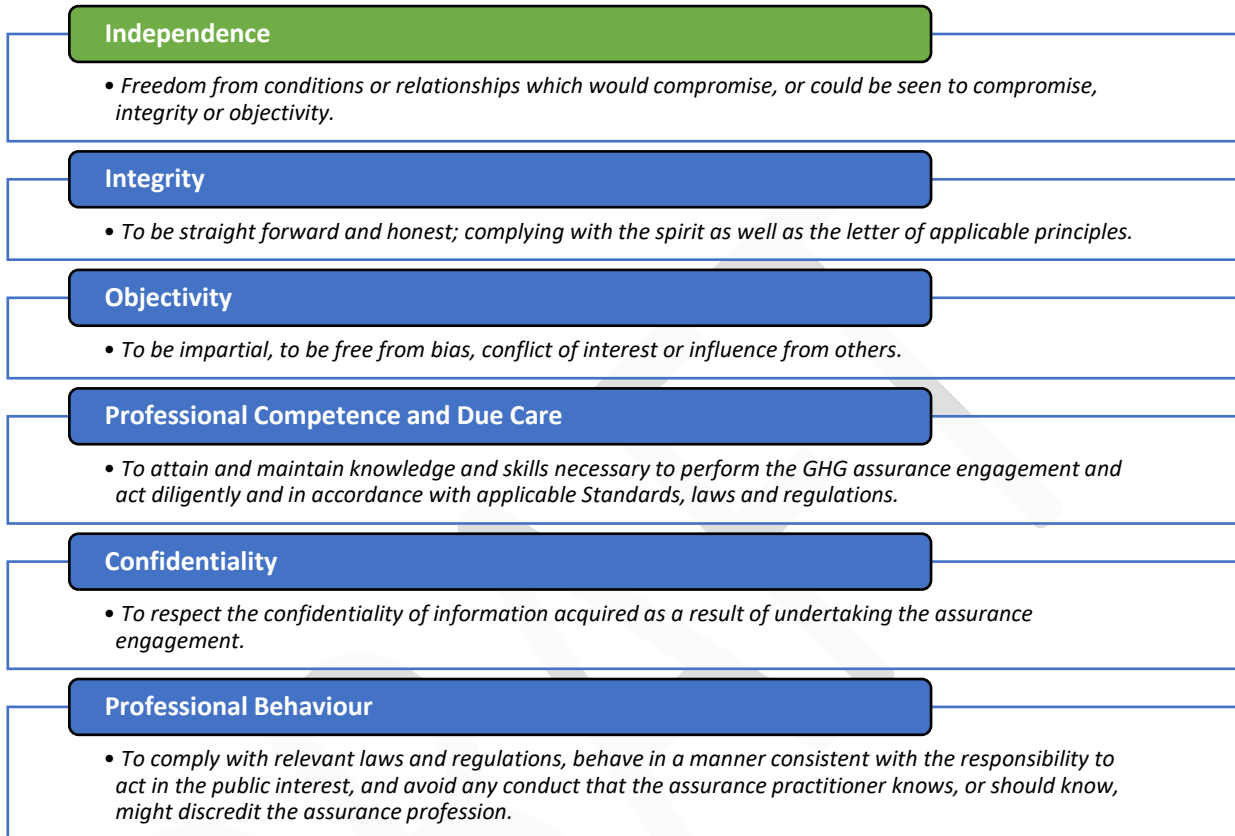 Independence
• Freedom from conditions or relationships which would compromise, or could be seen to compromise,
integrity or objectivity.
Integrity
• To be straight forward and honest; complying with the spirit as well as the letter of applicable principles.
Objectivity
• To be impartial, to be free from bias, conflict of interest or influence from others.
Professional Competence and Due Care
• To attain and maintain knowledge and skills necessary to perform the GHG assurance engagement and
act diligently and in accordance with applicable Standards, laws and regulations.
Confidentiality
• To respect the confidentiality of information acquired as a result of undertaking the assurance
engagement.
Professional Behaviour
• To comply with relevant laws and regulations, behave in a manner consistent with the responsibility to
act in the public interest, and avoid any conduct that the assurance practitioner knows, or should know,
might discredit the assurance profession.
DRAFT